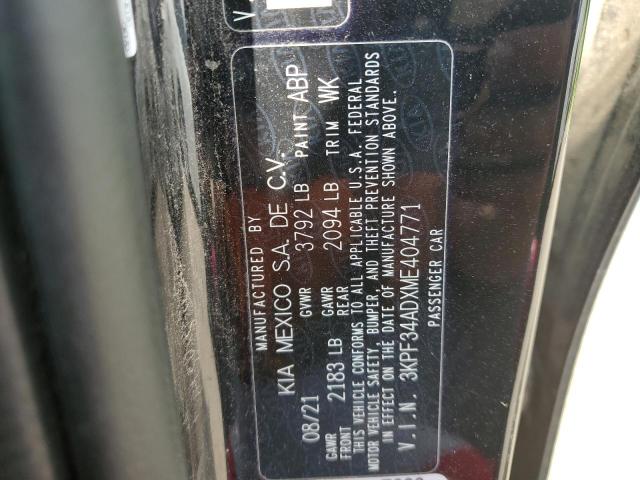 MANUFACTURED BY
KIA MEXICO S.A. DE C.V.
08/21 GVWR 3792 LB PAINT ABP
GAWR FRONT 2183 LB GAWR REAR 2094 LB TRIM WK
THIS VEHICLE CONFORMS TO ALL APPLICABLE U.S.A. FEDERAL
MOTOR VEHICLE SAFETY, BUMPER, AND THEFT PREVENTION STANDARDS
IN EFFECT ON THE DATE OF MANUFACTURE SHOWN ABOVE.
V.I.N. 3KPF34ADXME404771
PASSENGER CAR